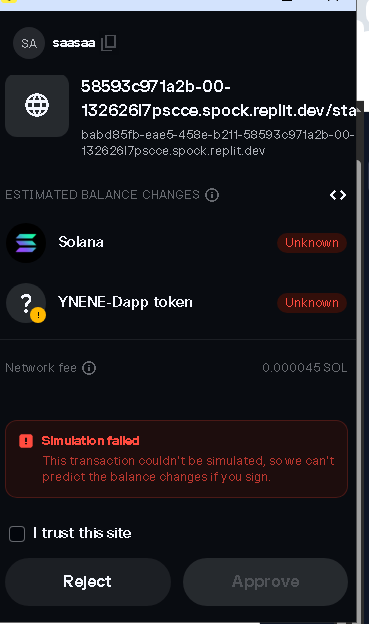 SA saasaa
58593c971a2b-00-
132626l7pscce.spock.replit.dev/sta
babd85fb-eae5-458e-b211-58593c971a2b-00-
132626l7pscce.spock.replit.dev
ESTIMATED BALANCE CHANGES
Solana Unknown
YNENE-Dapp token Unknown
Network fee 0.000045 SOL
Simulation failed
This transaction couldn't be simulated, so we can't
predict the balance changes if you sign.
I trust this site
Reject Approve